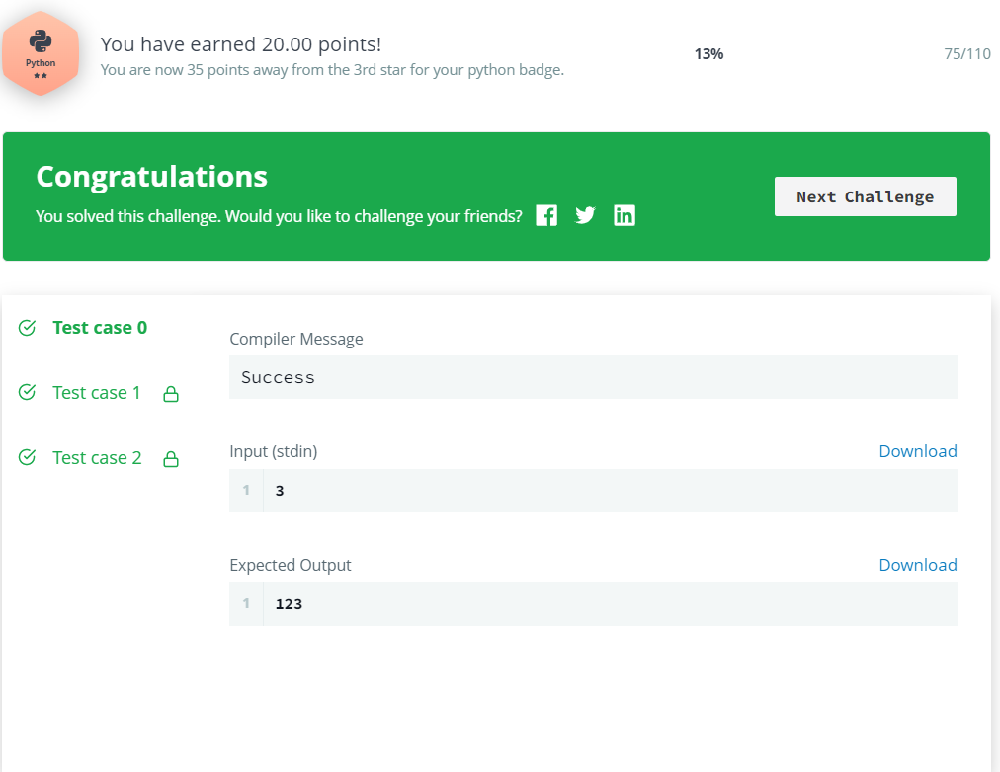 Python
★★
You have earned 20.00 points!
You are now 35 points away from the 3rd star for your python badge.
13%
75/110
Congratulations
You solved this challenge. Would you like to challenge your friends?
Next Challenge
Test case 0
Test case 1
Test case 2
Compiler Message
Success
Input (stdin)
Download
1 3
Expected Output
Download
1 123